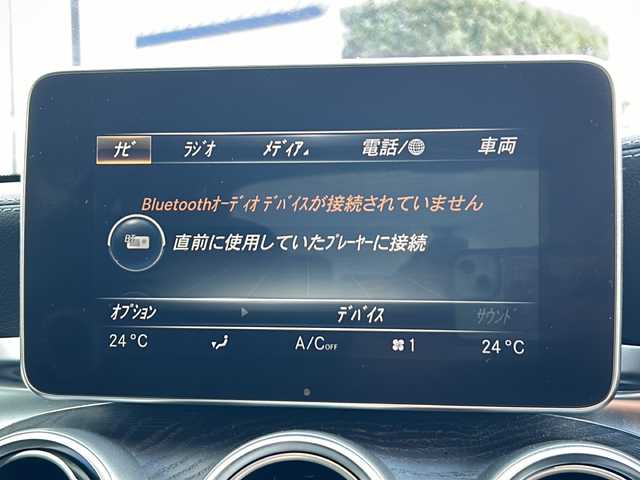 ﾅﾋﾞ ﾗｼﾞｵ ﾒﾃﾞｨｱ 電話/ 車両
Bluetoothｵｰﾃﾞｨｵ ﾃﾞﾊﾞｲｽが接続されていません
直前に使用していたﾌﾟﾚｰﾔｰに接続
ｵﾌﾟｼｮﾝ ﾃﾞﾊﾞｲｽ ｻｳﾝﾄﾞ
24°C A/C OFF 1 24°C